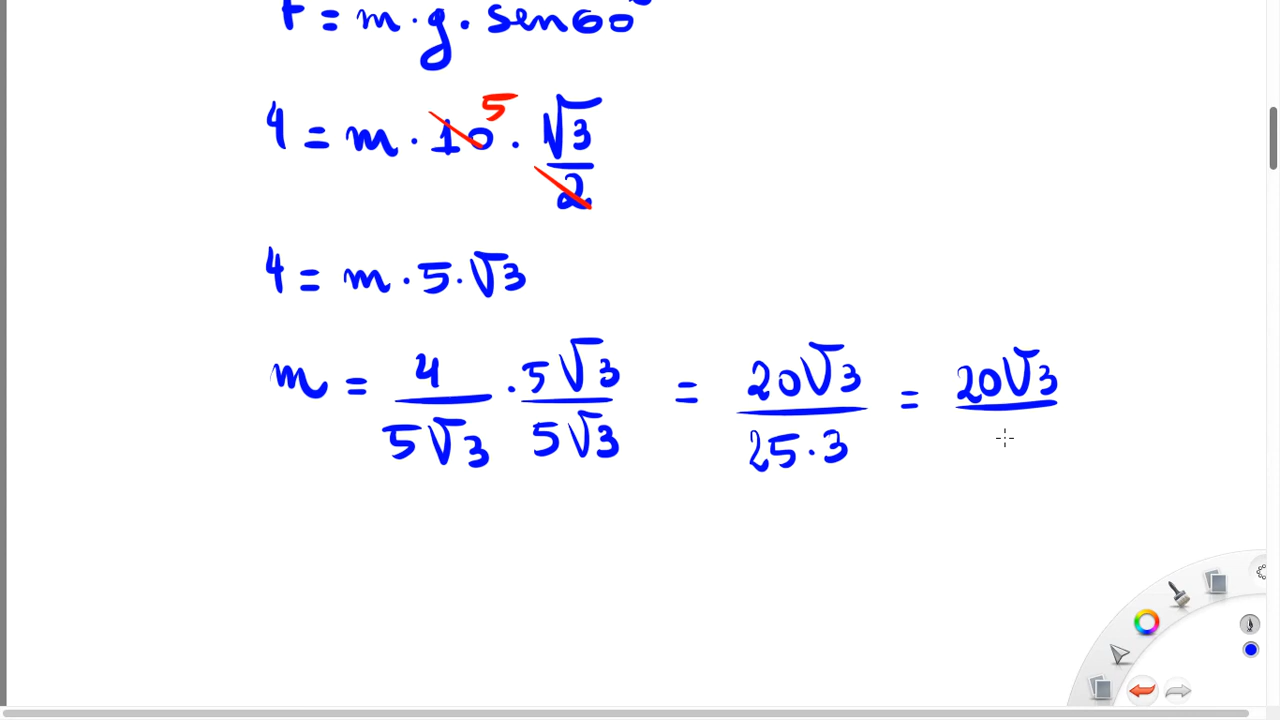 F = m · g · sen60°
4 = m · 10 5 · √3/2
4 = m · 5 · √3
m = 4/5√3 · 5√3/5√3 = 20√3/25·3 = 20√3